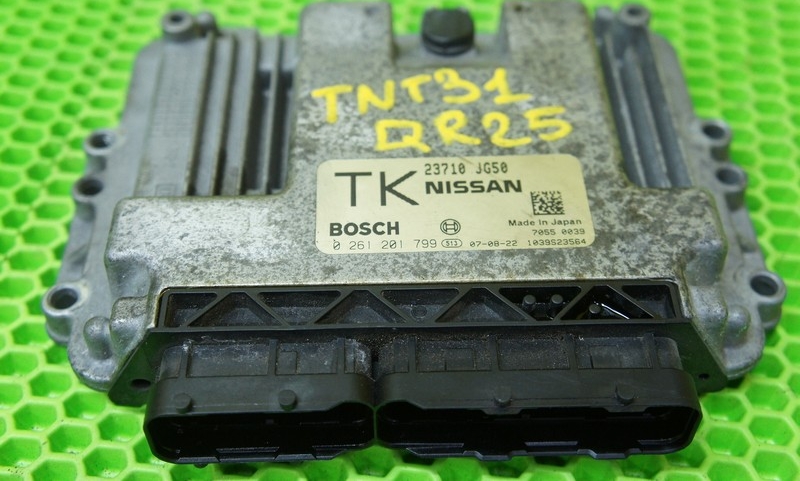 TNT31
QR25
23710 JG50
TK NISSAN
BOSCH Made in Japan
7055 0039
0 261 201 799 S13 07-08-22 1039S23564